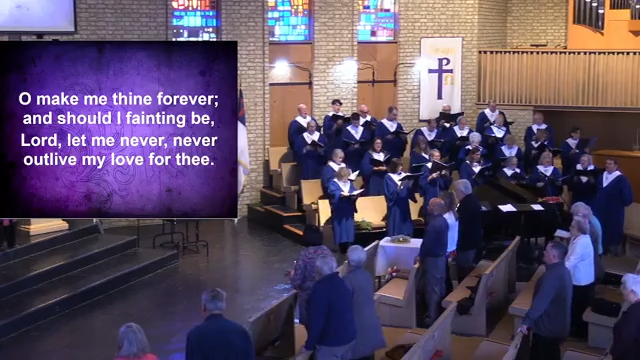 O make me thine forever;
and should I fainting be,
Lord, let me never, never
outlive my love for thee.